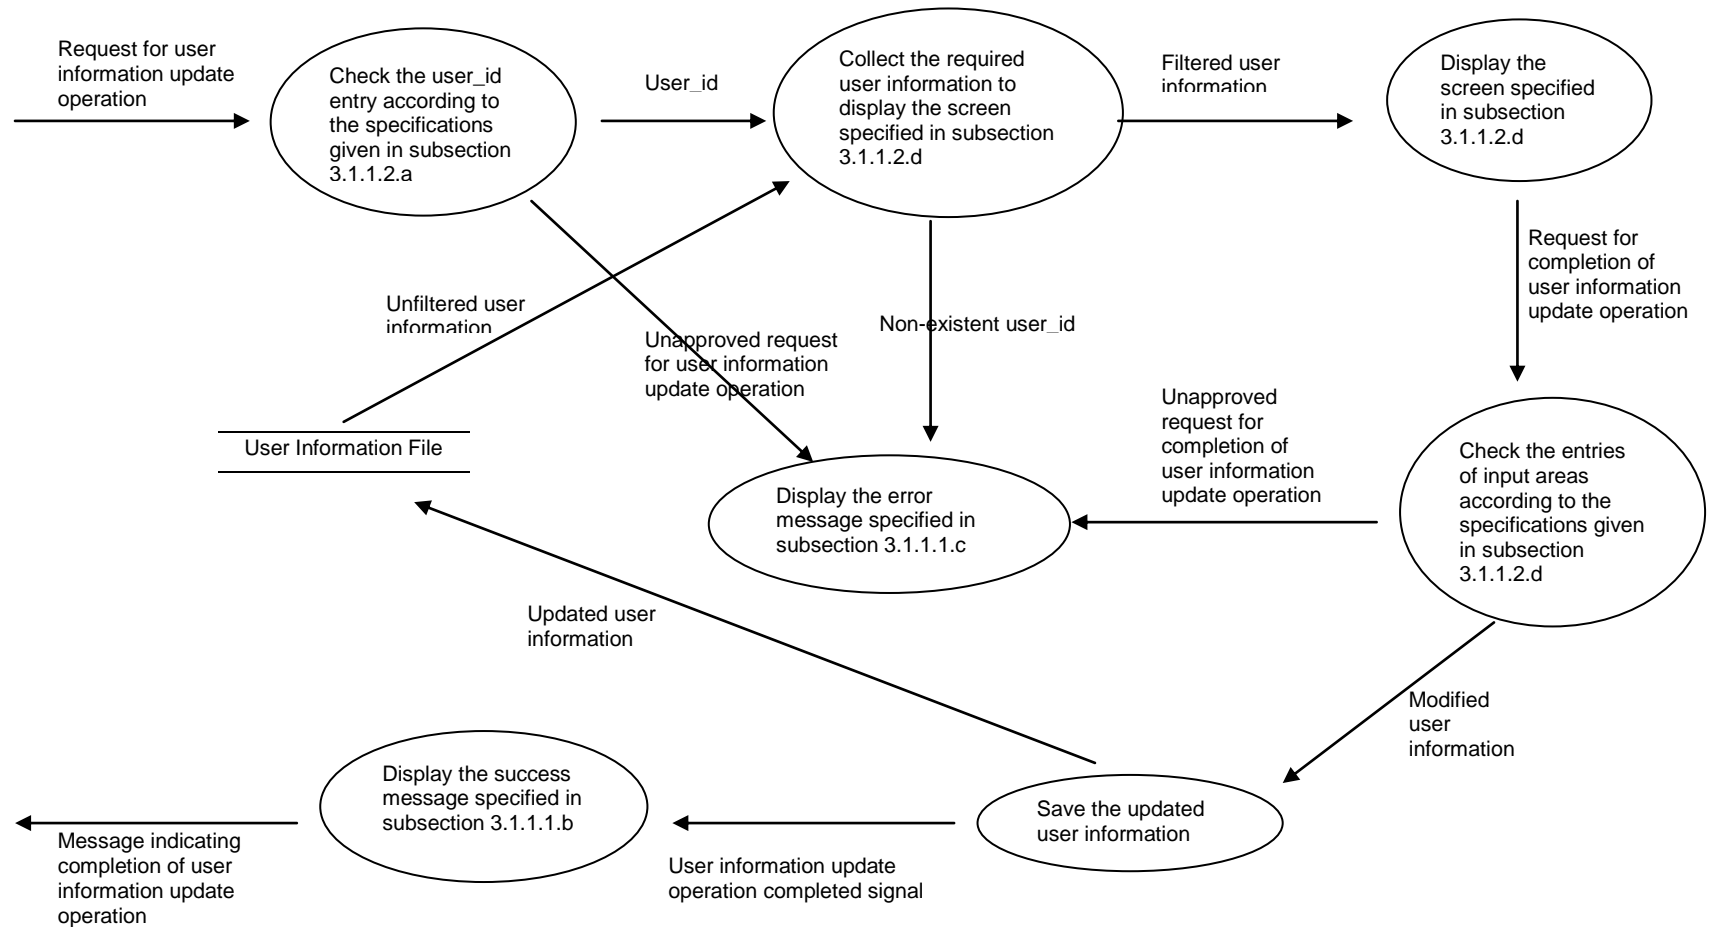 Request for user
information update
operation
Check the user_id
entry according to
the specifications
given in subsection
3.1.1.2.a
User_id
Collect the required
user information to
display the screen
specified in subsection
3.1.1.2.d
Filtered user
information
Display the
screen specified
in subsection
3.1.1.2.d
Request for
completion of
user information
update operation
Unfiltered user
information
Unapproved request
for user information
update operation
Non-existent user_id
Unapproved
request for
completion of
user information
update operation
User Information File
Display the error
message specified in
subsection 3.1.1.1.c
Check the entries
of input areas
according to the
specifications given
in subsection
3.1.1.2.d
Updated user
information
Modified
user
information
Display the success
message specified in
subsection 3.1.1.1.b
Save the updated
user information
Message indicating
completion of user
information update
operation
User information update
operation completed signal